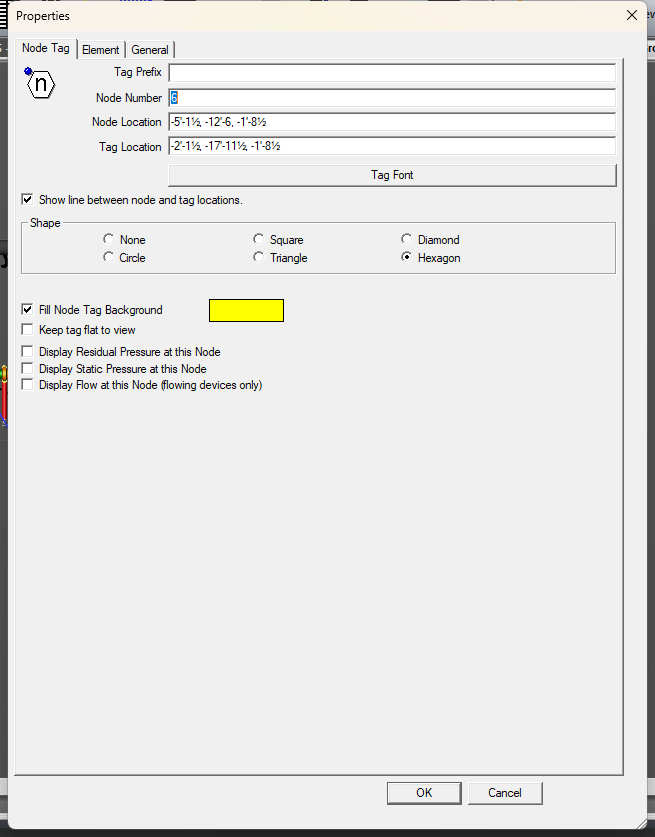 Properties
Node Tag Element General
n
Tag Prefix
Node Number 6
Node Location -5'-1½, -12'-6, -1'-8½
Tag Location -2'-1½, -17'-11½, -1'-8½
Tag Font
Show line between node and tag locations.
Shape
None Square Diamond
Circle Triangle Hexagon
Fill Node Tag Background
Keep tag flat to view
Display Residual Pressure at this Node
Display Static Pressure at this Node
Display Flow at this Node (flowing devices only)
OK Cancel